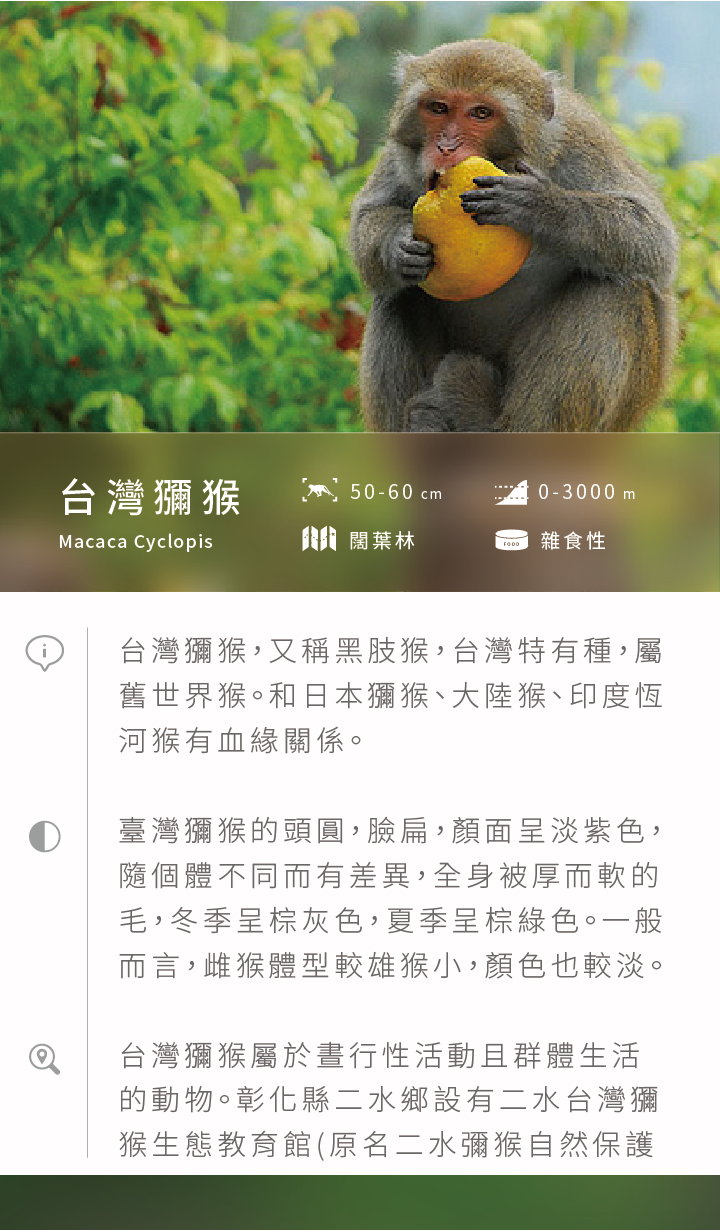 台灣獼猴
Macaca Cyclopis
50-60 cm
0-3000 m
闊葉林
FOOD
雜食性
台灣獼猴，又稱黑肢猴，台灣特有種，屬
舊世界猴。和日本獼猴、大陸猴、印度恆
河猴有血緣關係。
臺灣獼猴的頭圓，臉扁，顏面呈淡紫色，
隨個體不同而有差異，全身被厚而軟的
毛，冬季呈棕灰色，夏季呈棕綠色。一般
而言，雌猴體型較雄猴小，顏色也較淡。
台灣獼猴屬於晝行性活動且群體生活
的動物。彰化縣二水鄉設有二水台灣獼
猴生態教育館(原名二水彌猴自然保護